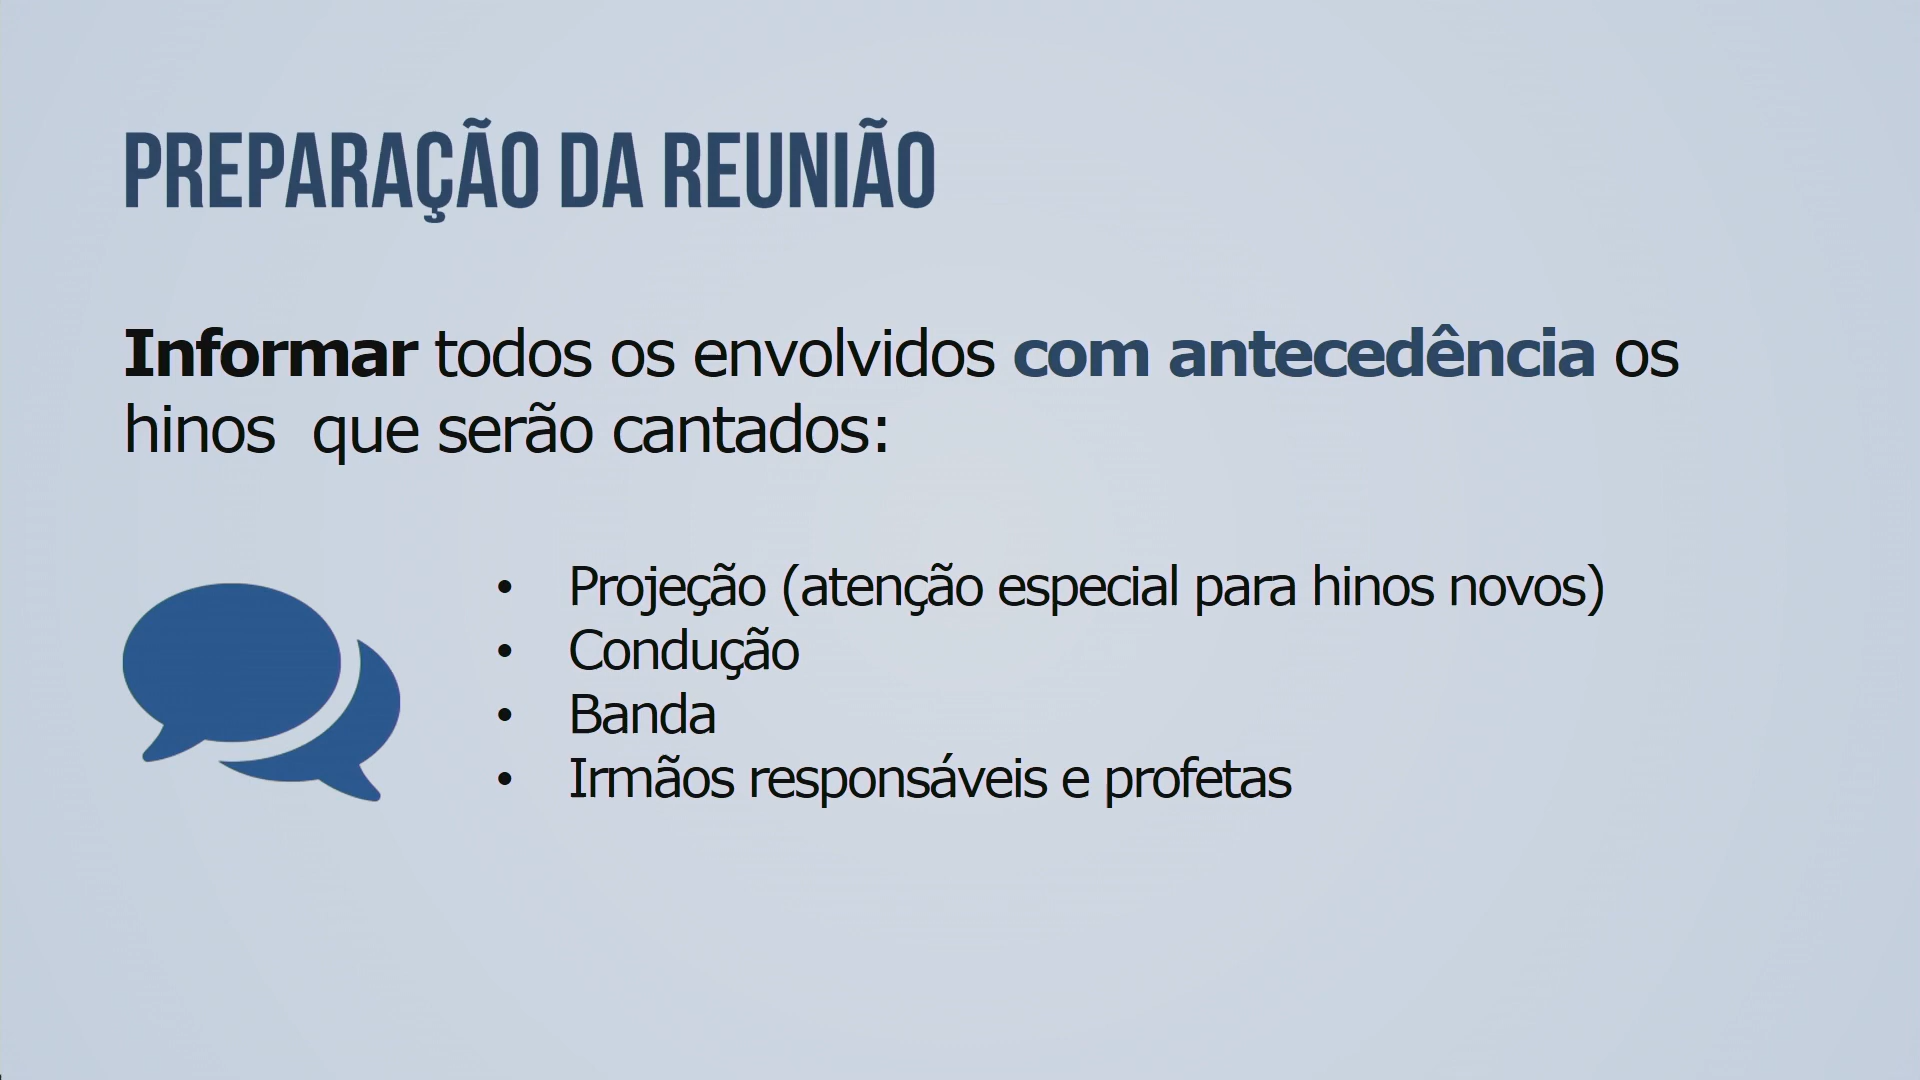 PREPARAÇÃO DA REUNIÃO
Informar todos os envolvidos com antecedência os
hinos  que serão cantados:
• Projeção (atenção especial para hinos novos)
• Condução
• Banda
• Irmãos responsáveis e profetas